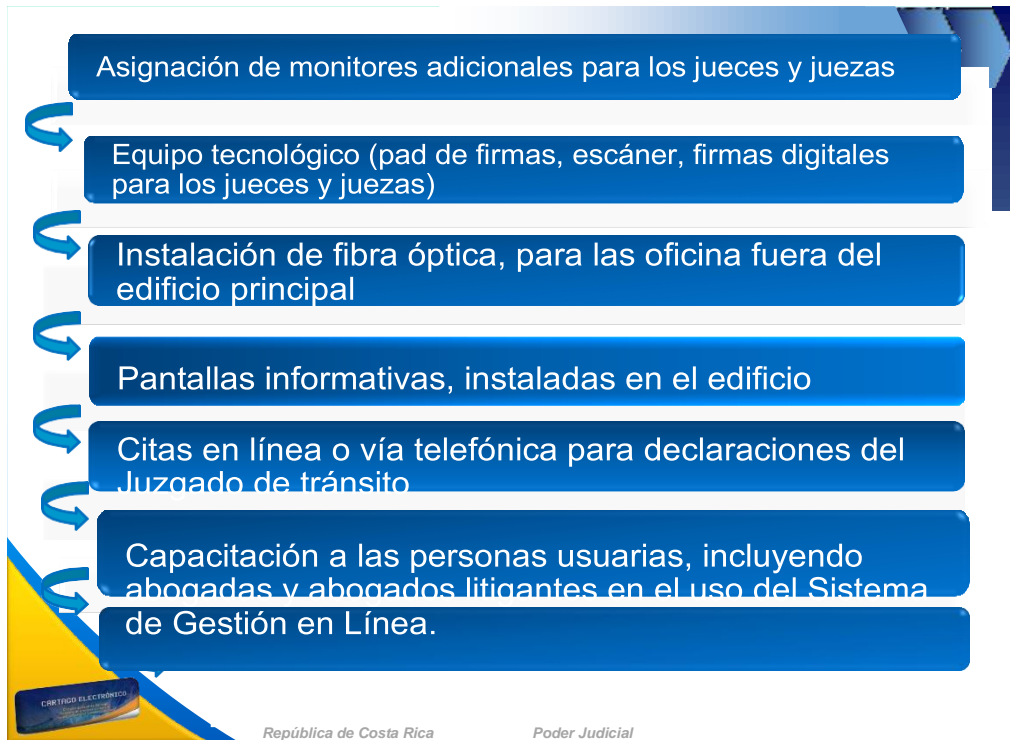 Asignación de monitores adicionales para los jueces y juezas
Equipo tecnológico (pad de firmas, escáner, firmas digitales
para los jueces y juezas)
Instalación de fibra óptica, para las oficina fuera del
edificio principal
Pantallas informativas, instaladas en el edificio
Citas en línea o vía telefónica para declaraciones del
Juzgado de tránsito
Capacitación a las personas usuarias, incluyendo
abogadas y abogados litigantes en el uso del Sistema
de Gestión en Línea.
CARTAGO ELECTRÓNICO
República de Costa Rica
Poder Judicial